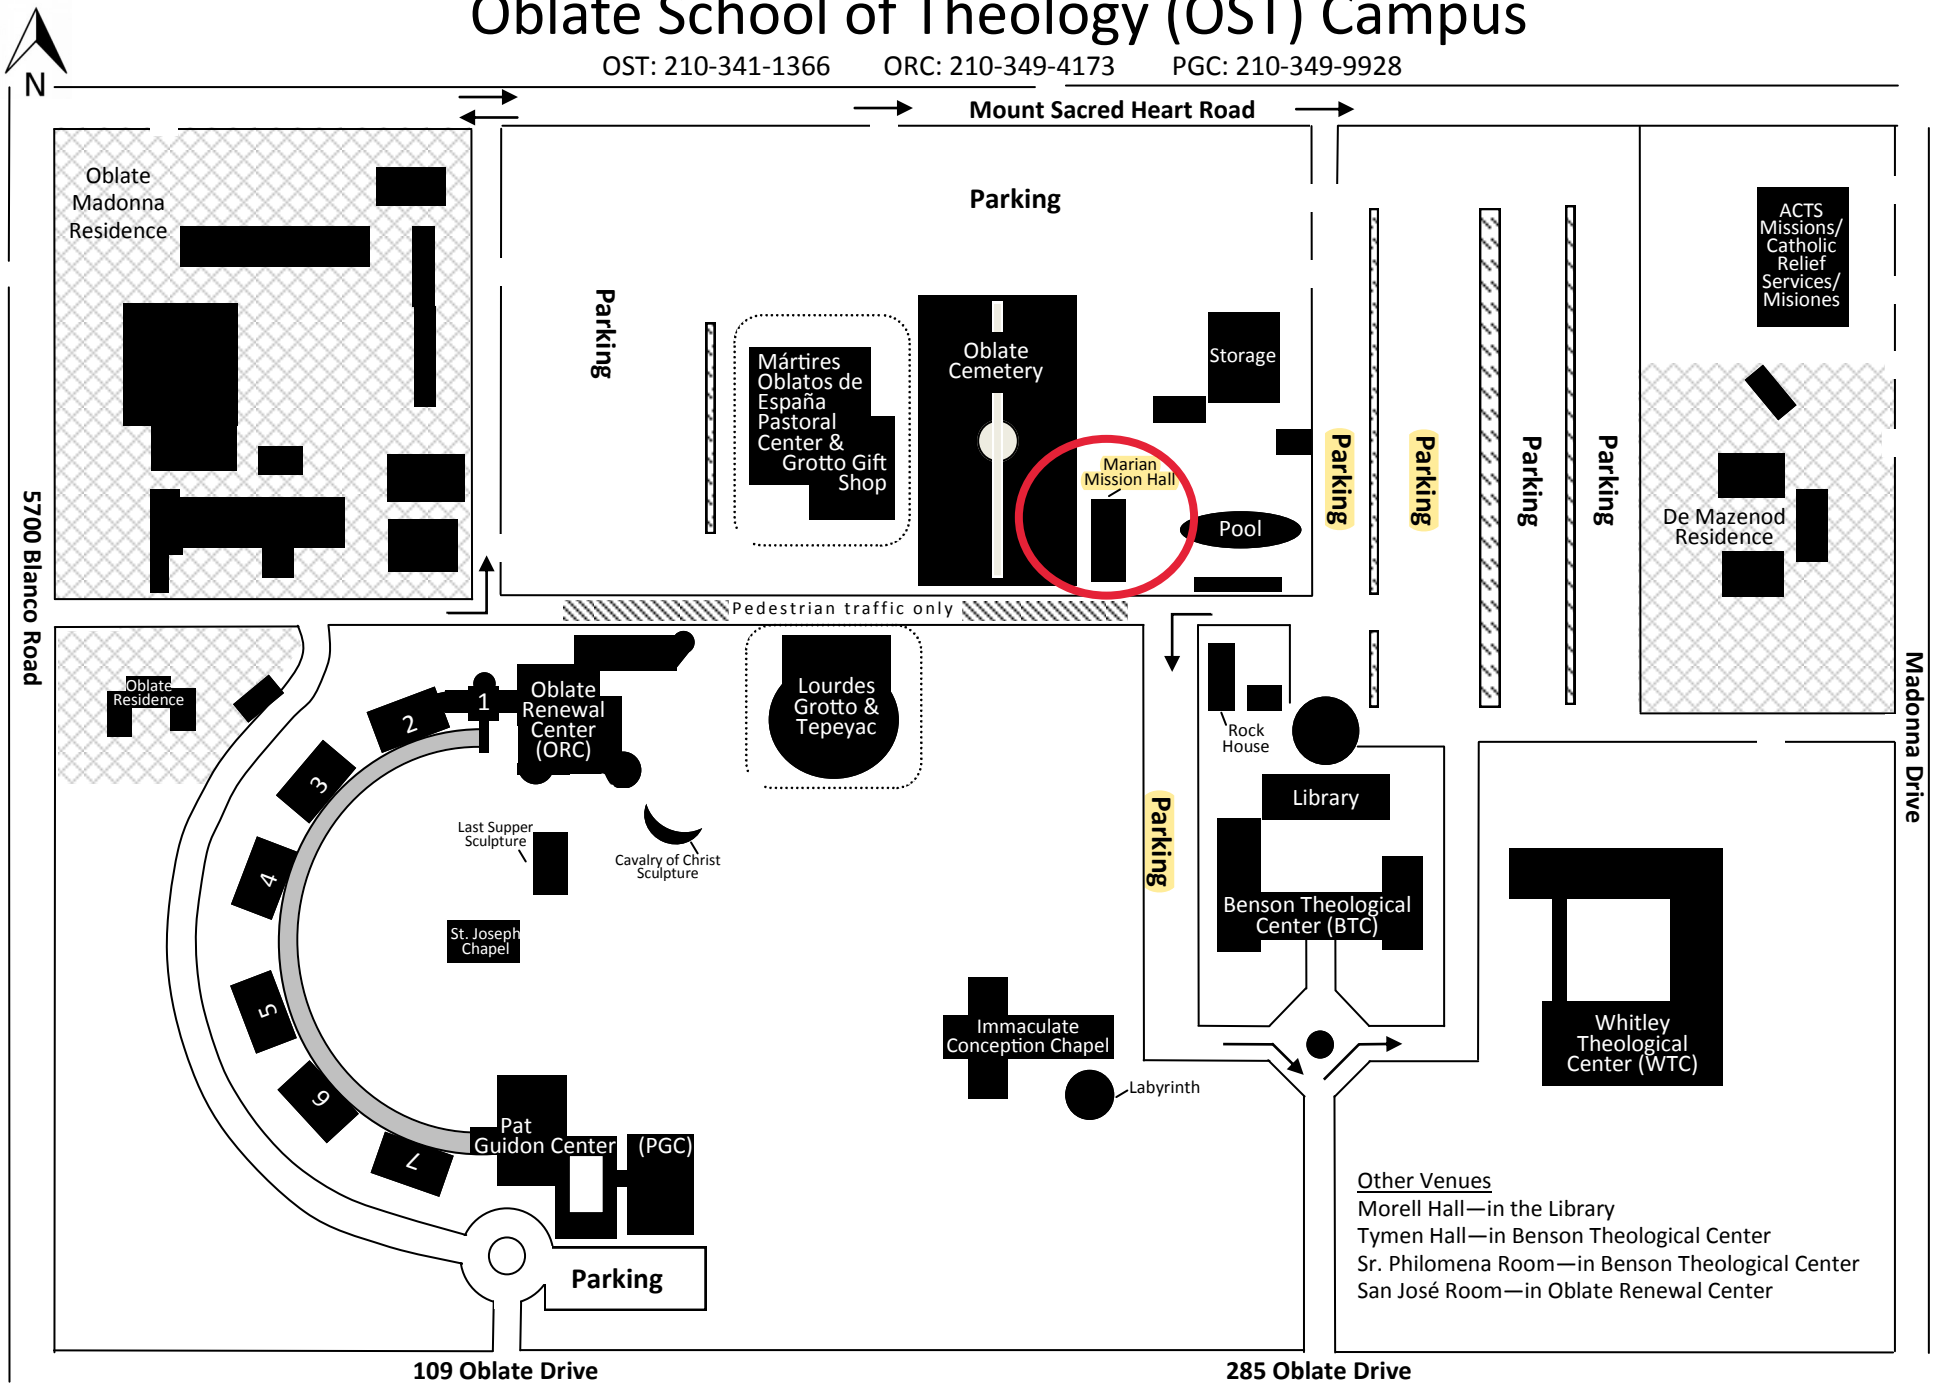 Oblate School of Theology (OST) Campus
OST: 210-341-1366 ORC: 210-349-4173 PGC: 210-349-9928
N
Mount Sacred Heart Road
Oblate
Madonna
Residence
Parking
ACTS
Missions/
Catholic
Relief
Services/
Misiones
Parking
Mártires
Oblatos de
España
Pastoral
Center &
Grotto Gift
Shop
Oblate
Cemetery
Storage
Marian
Mission Hall
Pool
Parking
Parking
Parking
Parking
De Mazenod
Residence
5700 Blanco Road
Pedestrian traffic only
Oblate
Residence
1
2
3
4
5
6
7
Oblate
Renewal
Center
(ORC)
Lourdes
Grotto &
Tepeyac
Rock
House
Madonna Drive
Library
Parking
Last Supper
Sculpture
Cavalry of Christ
Sculpture
St. Joseph
Chapel
Benson Theological
Center (BTC)
Immaculate
Conception Chapel
Labyrinth
Whitley
Theological
Center (WTC)
Pat
Guidon Center (PGC)
Parking
Other Venues
Morell Hall—in the Library
Tymen Hall—in Benson Theological Center
Sr. Philomena Room—in Benson Theological Center
San José Room—in Oblate Renewal Center
109 Oblate Drive
285 Oblate Drive